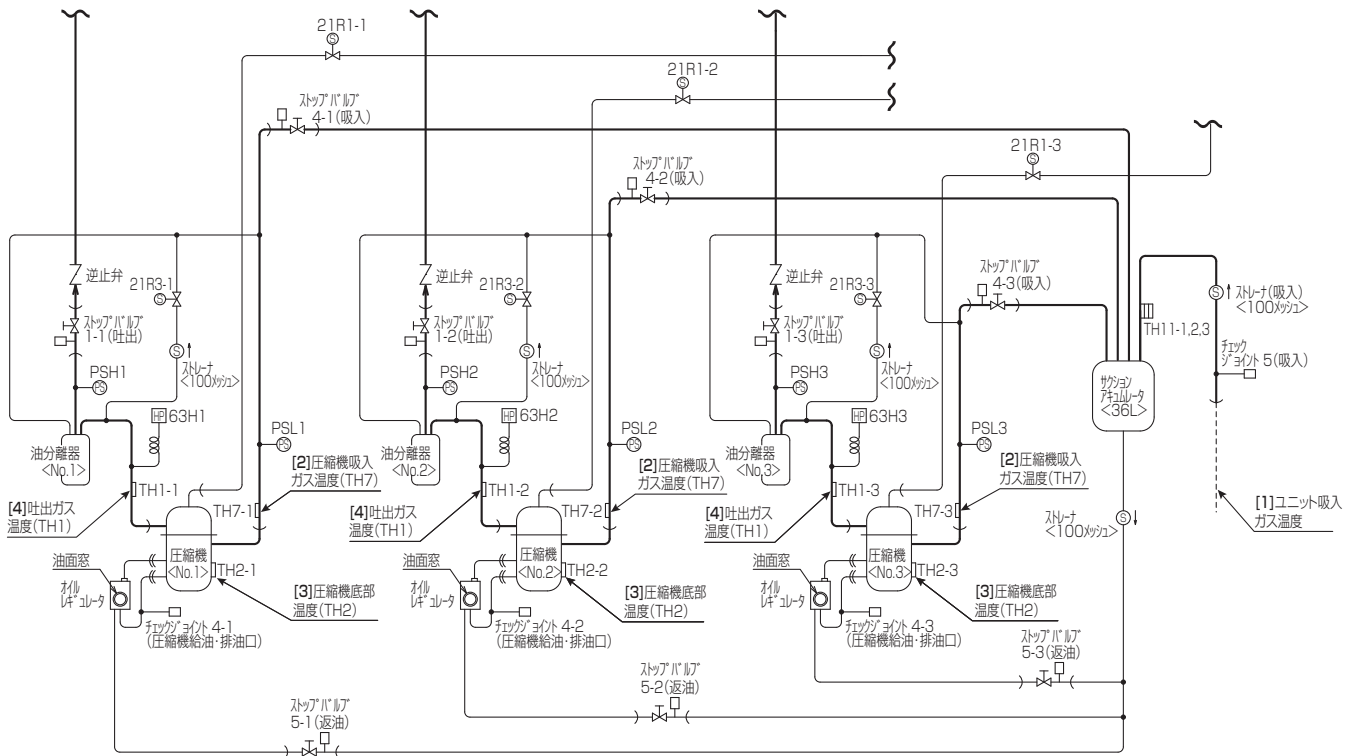 21R1-1
21R1-2
21R1-3
ストップバルブ
4-1(吸入)
ストップバルブ
4-2(吸入)
ストップバルブ
4-3(吸入)
逆止弁
21R3-1
ストップバルブ
1-1(吐出)
ストレーナ
<100メッシュ>
PSH1
PS
HP
63H1
油分離器
<No.1>
PSL1
PS
[2]圧縮機吸入
ガス温度(TH7)
TH1-1
TH7-1
[4]吐出ガス
温度(TH1)
圧縮機
<No.1>
TH2-1
油面窓
オイル
レギュレータ
[3]圧縮機底部
温度(TH2)
チェックジョイント 4-1
(圧縮機給油・排油口)
逆止弁
21R3-2
ストップバルブ
1-2(吐出)
ストレーナ
<100メッシュ>
PSH2
PS
HP
63H2
油分離器
<No.2>
PSL2
PS
[2]圧縮機吸入
ガス温度(TH7)
TH1-2
TH7-2
[4]吐出ガス
温度(TH1)
圧縮機
<No.2>
TH2-2
油面窓
オイル
レギュレータ
[3]圧縮機底部
温度(TH2)
チェックジョイント 4-2
(圧縮機給油・排油口)
逆止弁
21R3-3
ストップバルブ
1-3(吐出)
ストレーナ
<100メッシュ>
PSH3
PS
HP
63H3
油分離器
<No.3>
PSL3
PS
[2]圧縮機吸入
ガス温度(TH7)
TH1-3
TH7-3
[4]吐出ガス
温度(TH1)
圧縮機
<No.3>
TH2-3
油面窓
オイル
レギュレータ
[3]圧縮機底部
温度(TH2)
チェックジョイント 4-3
(圧縮機給油・排油口)
ストレーナ(吸入)
<100メッシュ>
TH11-1,2,3
チェック
ジョイント 5(吸入)
サクション
アキュムレータ
<36L>
[1]ユニット吸入
ガス温度
ストレーナ
<100メッシュ>
ストップバルブ
5-3(返油)
ストップバルブ
5-2(返油)
ストップバルブ
5-1(返油)
S
S
S
S
S
S
S
S
S
S
S